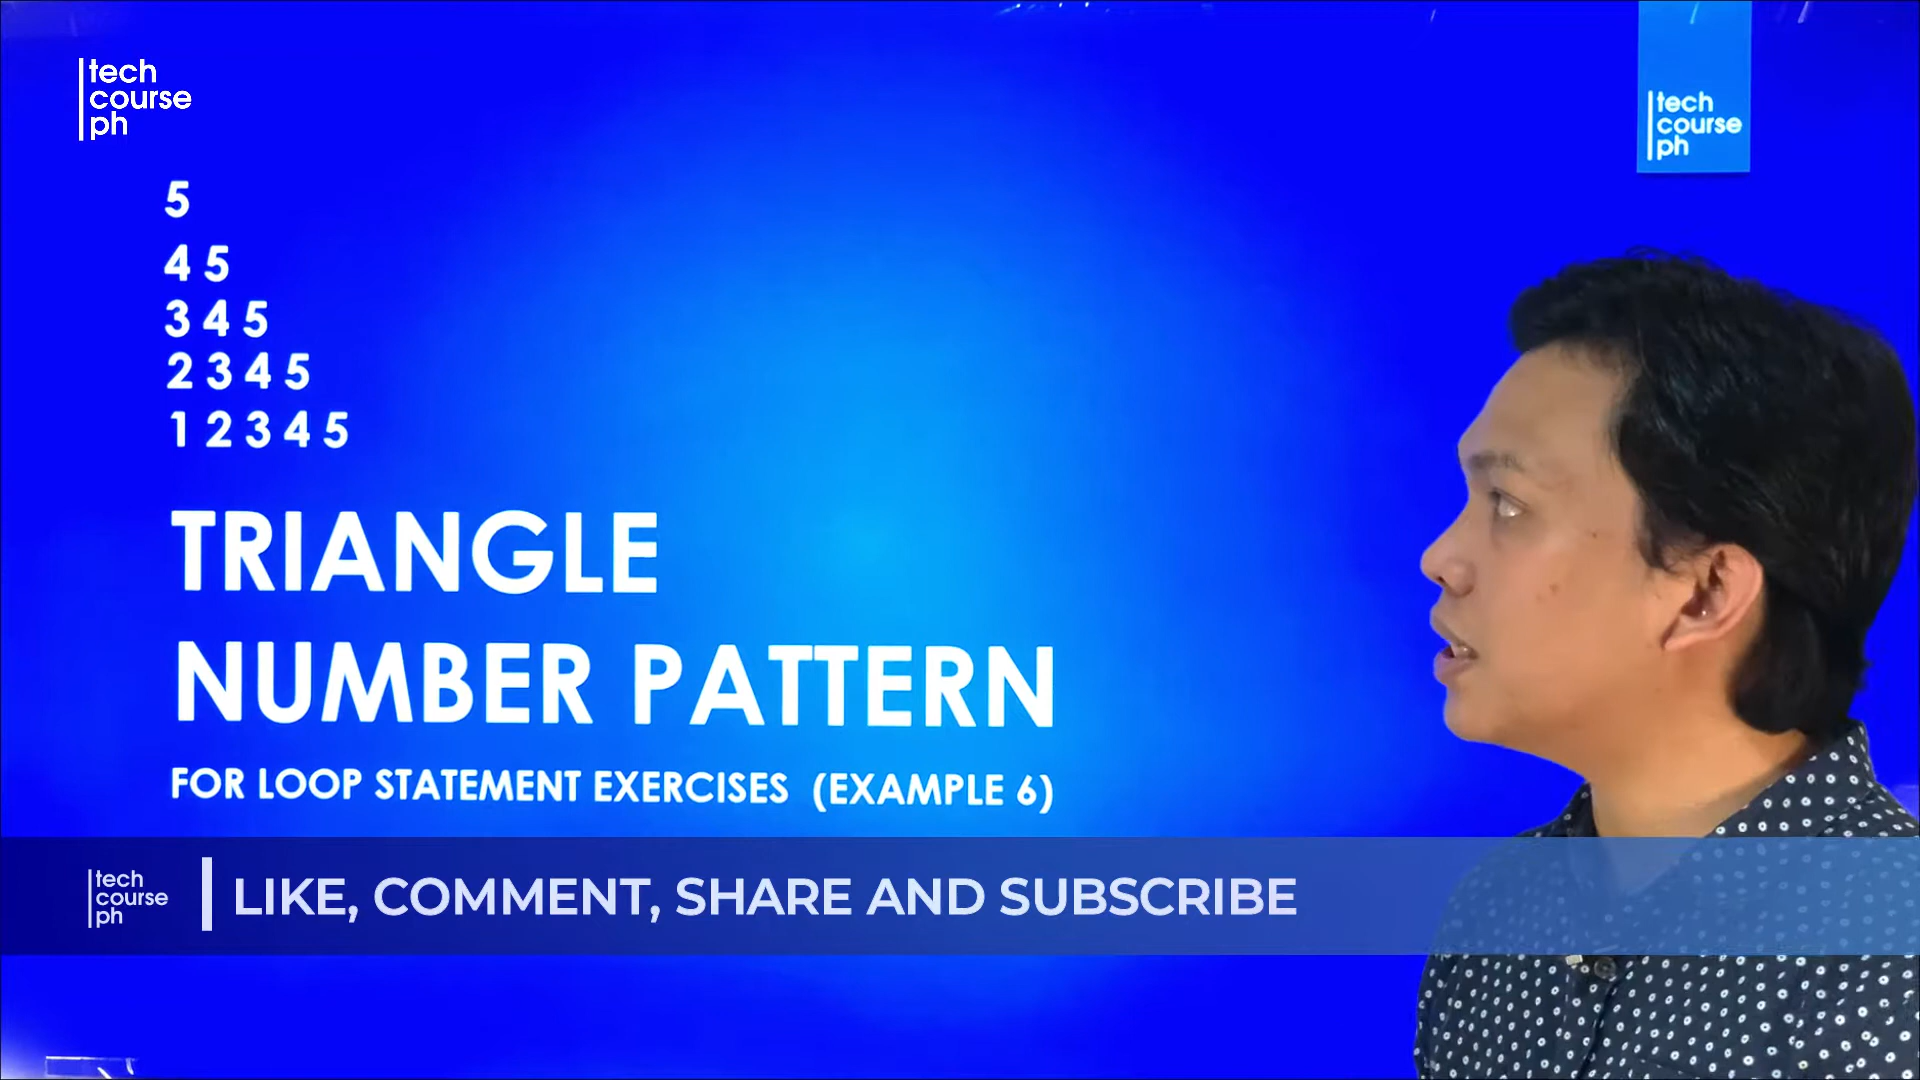 tech
course
ph
tech
course
ph
5
4 5
3 4 5
2 3 4 5
1 2 3 4 5
TRIANGLE
NUMBER PATTERN
FOR LOOP STATEMENT EXERCISES (EXAMPLE 6)
tech
course
ph
LIKE, COMMENT, SHARE AND SUBSCRIBE